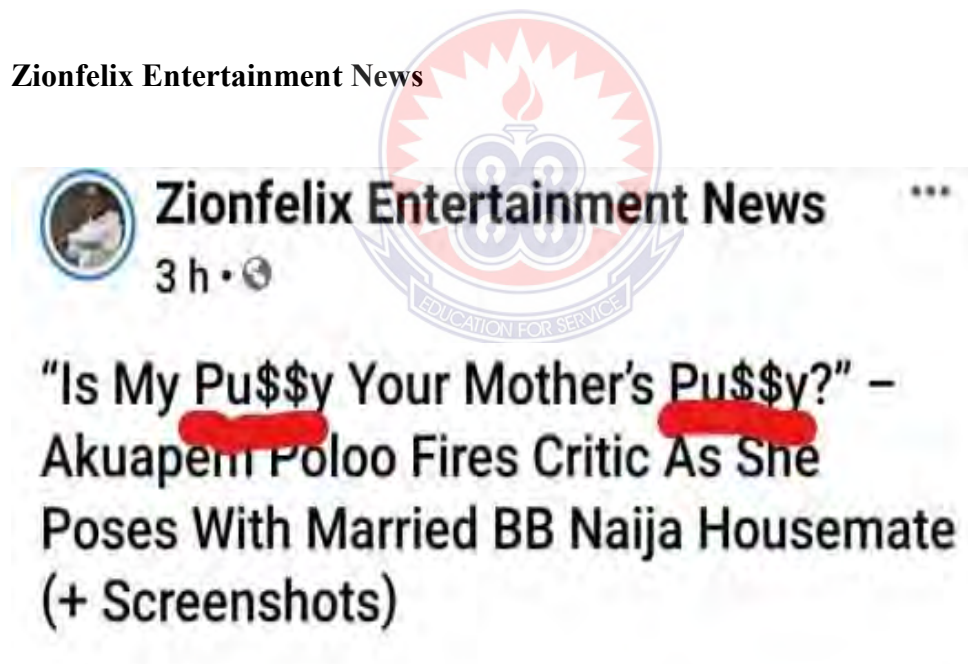 Zionfelix Entertainment News
Zionfelix Entertainment News
3 h •
“Is My Pu$$y Your Mother’s Pu$$y?” –
Akuapem Poloo Fires Critic As She
Poses With Married BB Naija Housemate
(+ Screenshots)
EDUCATION FOR SERVICE